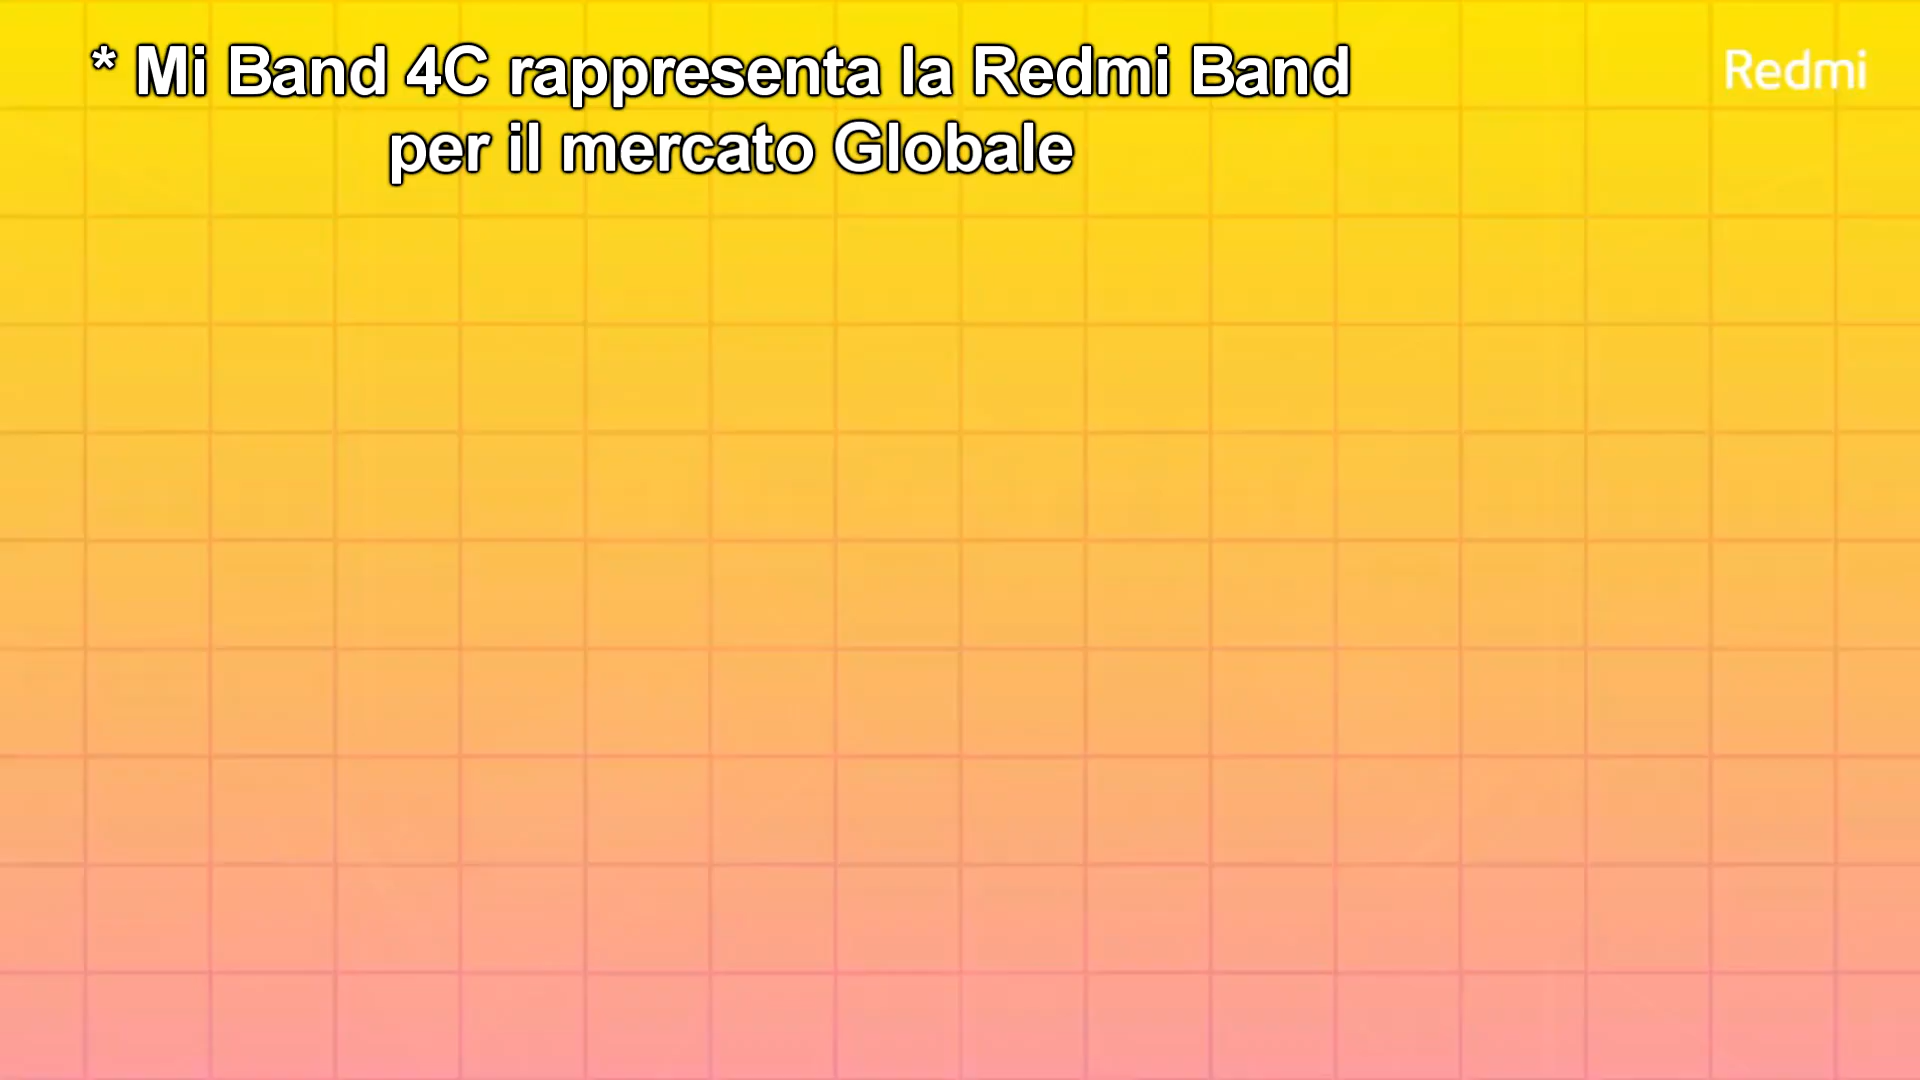 * Mi Band 4C rappresenta la Redmi Band
per il mercato Globale
Redmi